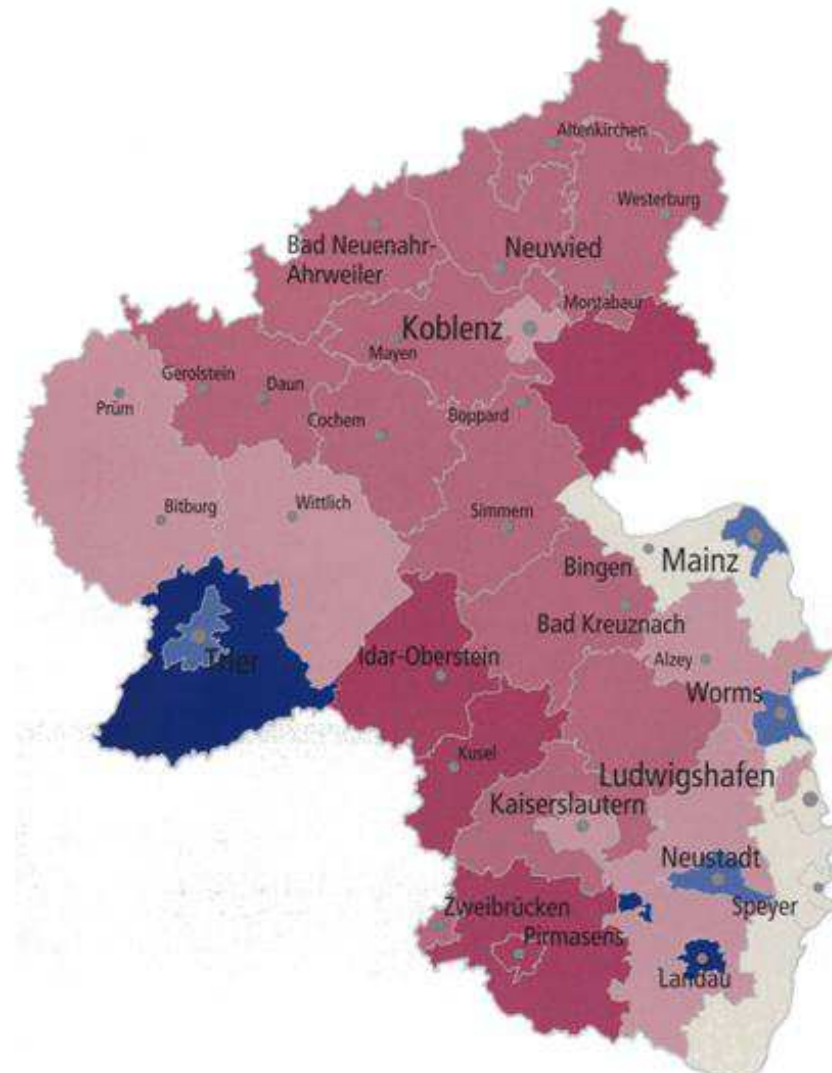 Altenkirchen
Westerburg
Bad Neuenahr-
Ahrweiler
Neuwied
Montabaur
Koblenz
Mayen
Gerolstein
Daun
Prüm
Boppard
Cochem
Bitburg
Wittlich
Simmern
Mainz
Bingen
Bad Kreuznach
Trier
Idar-Oberstein
Alzey
Worms
Kusel
Ludwigshafen
Kaiserslautern
Neustadt
Zweibrücken
Speyer
Pirmasens
Landau